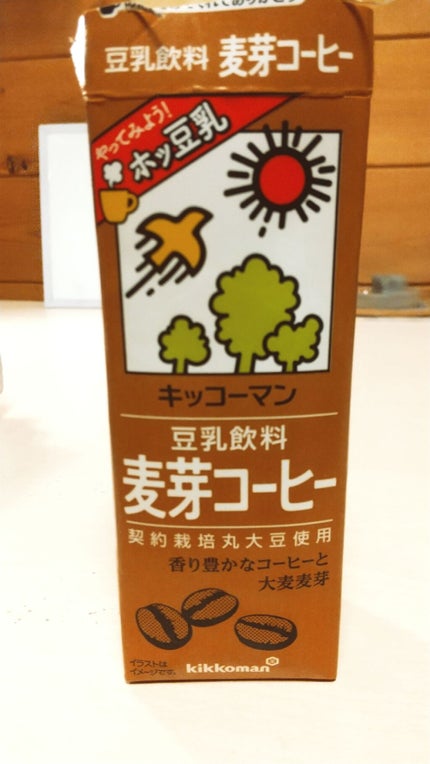 豆乳飲料 麦芽コーヒー
やってみよう!
ホッ豆乳
キッコーマン
豆乳飲料
麦芽コーヒー
契約栽培丸大豆使用
香り豊かなコーヒーと
大麦麦芽
イラストは
イメージです。
kikkoman